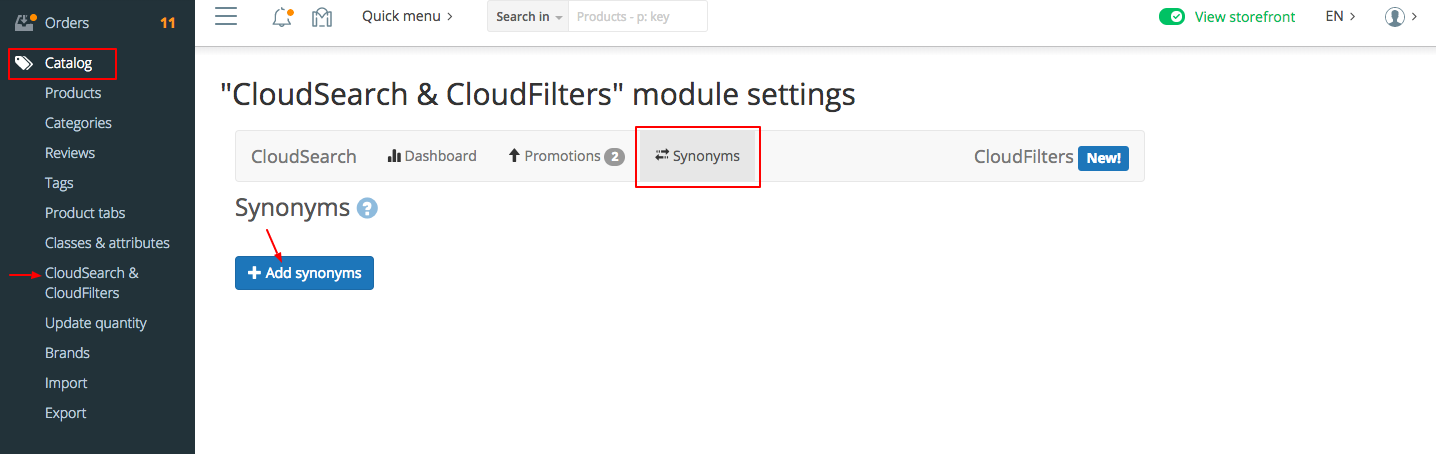 Orders 11
Catalog
Products
Categories
Reviews
Tags
Product tabs
Classes & attributes
CloudSearch &
CloudFilters
Update quantity
Brands
Import
Export
Quick menu
Search in
Products - p: key
View storefront
EN
"CloudSearch & CloudFilters" module settings
CloudSearch Dashboard Promotions 2 Synonyms CloudFilters New!
Synonyms ?
+ Add synonyms